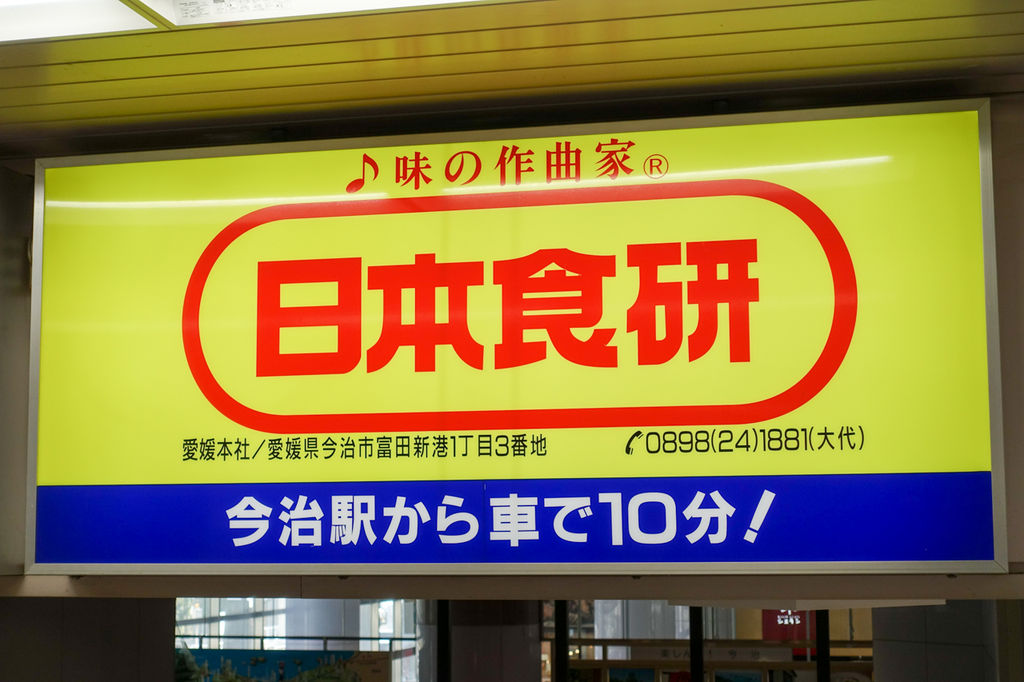 ♪味の作曲家®
日本食研
愛媛本社／愛媛県今治市富田新港1丁目3番地 0898(24)1881(大代)
今治駅から車で10分!